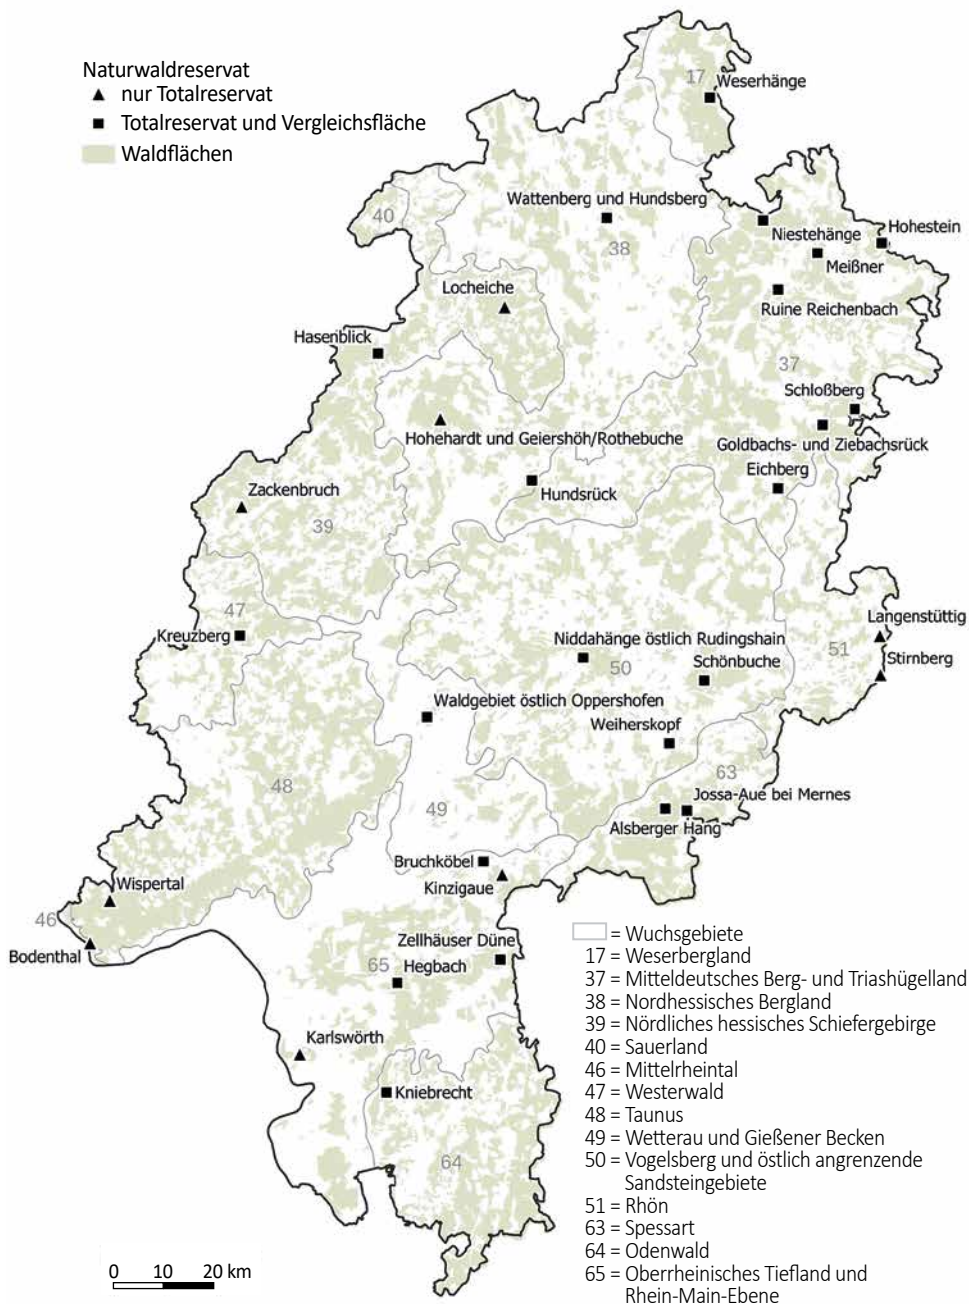 Naturwaldreservat
nur Totalreservat
Totalreservat und Vergleichsfläche
Waldflächen
17
Weserhänge
Wattenberg und Hundsberg
40
38
Niestehänge
Hohestein
Meißner
Locheiche
Ruine Reichenbach
Hasenblick
37
Schloßberg
Hohehardt und Geiershöh/Rothebuche
Goldbachs- und Ziebachsrück
Eichberg
Zackenbruch
Hundsrück
39
47
Kreuzberg
Langenstüttig
Niddahänge östlich Rudingshain
51
Stirnberg
50
Schönbuche
Waldgebiet östlich Oppershofen
Weiherskopf
63
48
Jossa-Aue bei Mernes
49
Alsberger Hang
Bruchköbel
Kinzigaue
Wispertal
46
Bodenthal
Zellhäuser Düne
65
Hegbach
Karlswörth
Kniebrecht
64
= Wuchsgebiete
17 = Weserbergland
37 = Mitteldeutsches Berg- und Triashügelland
38 = Nordhessisches Bergland
39 = Nördliches hessisches Schiefergebirge
40 = Sauerland
46 = Mittelrheintal
47 = Westerwald
48 = Taunus
49 = Wetterau und Gießener Becken
50 = Vogelsberg und östlich angrenzende
Sandsteingebiete
51 = Rhön
63 = Spessart
64 = Odenwald
65 = Oberrheinisches Tiefland und
Rhein-Main-Ebene
0 10 20 km